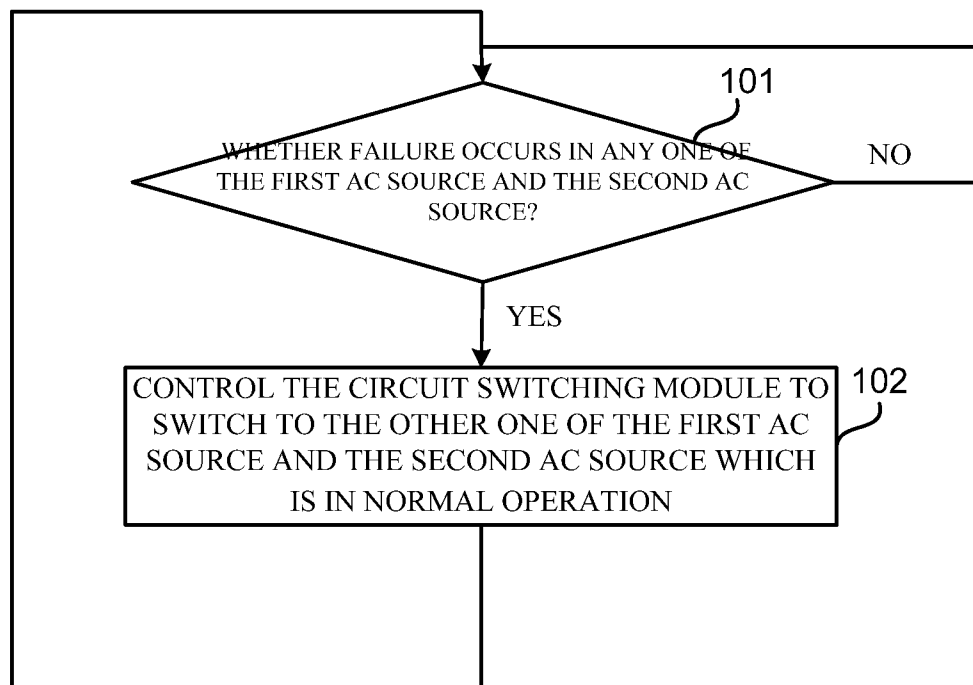 101
WHETHER FAILURE OCCURS IN ANY ONE OF
THE FIRST AC SOURCE AND THE SECOND AC
SOURCE?
NO
YES
102
CONTROL THE CIRCUIT SWITCHING MODULE TO
SWITCH TO THE OTHER ONE OF THE FIRST AC
SOURCE AND THE SECOND AC SOURCE WHICH
IS IN NORMAL OPERATION